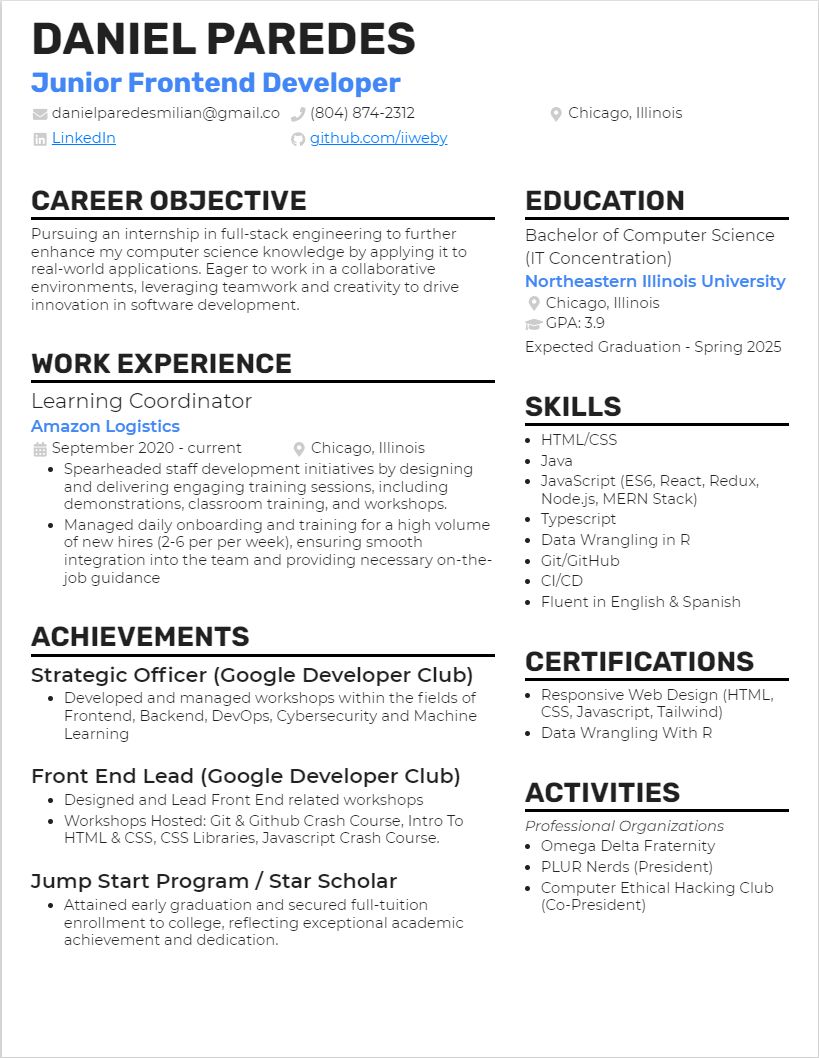 DANIEL PAREDES
Junior Frontend Developer
danielparedesmilian@gmail.co (804) 874-2312 Chicago, Illinois
LinkedIn github.com/iiweby
CAREER OBJECTIVE
Pursuing an internship in full-stack engineering to further
enhance my computer science knowledge by applying it to
real-world applications. Eager to work in a collaborative
environments, leveraging teamwork and creativity to drive
innovation in software development.
WORK EXPERIENCE
Learning Coordinator
Amazon Logistics
September 2020 - current Chicago, Illinois
• Spearheaded staff development initiatives by designing
and delivering engaging training sessions, including
demonstrations, classroom training, and workshops.
• Managed daily onboarding and training for a high volume
of new hires (2-6 per per week), ensuring smooth
integration into the team and providing necessary on-the-
job guidance
ACHIEVEMENTS
Strategic Officer (Google Developer Club)
• Developed and managed workshops within the fields of
Frontend, Backend, DevOps, Cybersecurity and Machine
Learning
Front End Lead (Google Developer Club)
• Designed and Lead Front End related workshops
• Workshops Hosted: Git & Github Crash Course, Intro To
HTML & CSS, CSS Libraries, Javascript Crash Course.
Jump Start Program / Star Scholar
• Attained early graduation and secured full-tuition
enrollment to college, reflecting exceptional academic
achievement and dedication.
EDUCATION
Bachelor of Computer Science
(IT Concentration)
Northeastern Illinois University
Chicago, Illinois
GPA: 3.9
Expected Graduation - Spring 2025
SKILLS
• HTML/CSS
• Java
• JavaScript (ES6, React, Redux,
Node.js, MERN Stack)
• Typescript
• Data Wrangling in R
• Git/GitHub
• CI/CD
• Fluent in English & Spanish
CERTIFICATIONS
• Responsive Web Design (HTML,
CSS, Javascript, Tailwind)
• Data Wrangling With R
ACTIVITIES
Professional Organizations
• Omega Delta Fraternity
• PLUR Nerds (President)
• Computer Ethical Hacking Club
(Co-President)